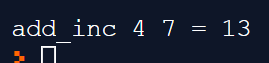 add_inc 4 7 = 13
>